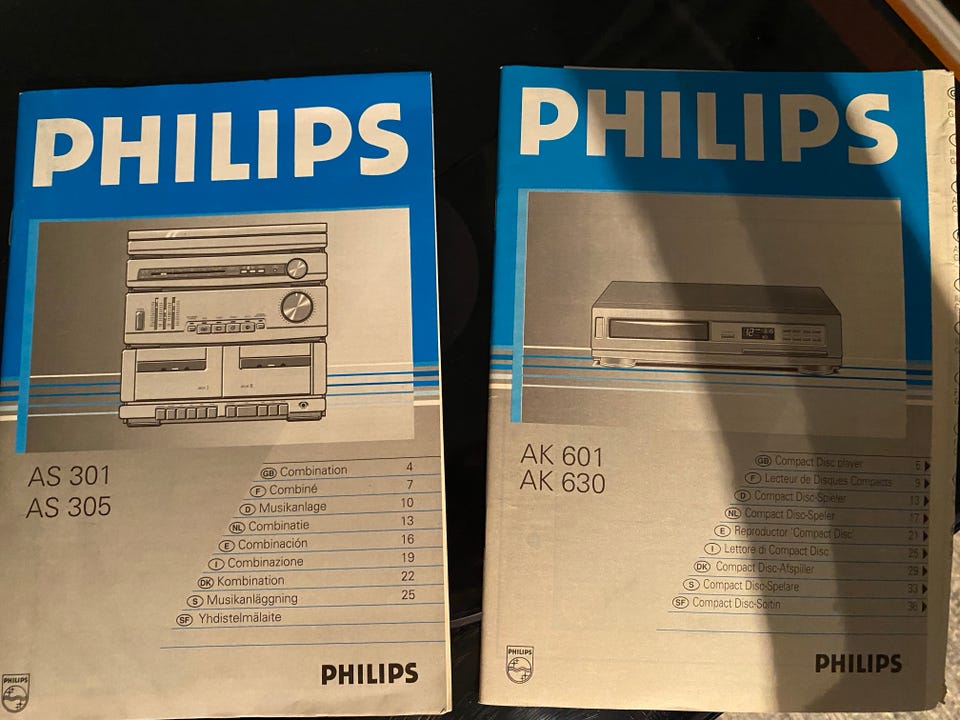 PHILIPS
AS 301
AS 305
GB Combination 4
F Combiné 7
D Musikanlage 10
NL Combinatie 13
E Combinación 16
I Combinazione 19
DK Kombination 22
S Musikanläggning 25
SF Yhdistelmälaite
PHILIPS
PHILIPS
PHILIPS
AK 601
AK 630
GB Compact Disc player 5
F Lecteur de Disques Compacts 9
D Compact Disc-Spieler 13
NL Compact Disc-Speler 17
E Reproductor 'Compact Disc' 21
I Lettore di Compact Disc 25
DK Compact Disc-Afspiller 29
S Compact Disc-Spelare 33
SF Compact Disc-Soitin 36
PHILIPS
PHILIPS